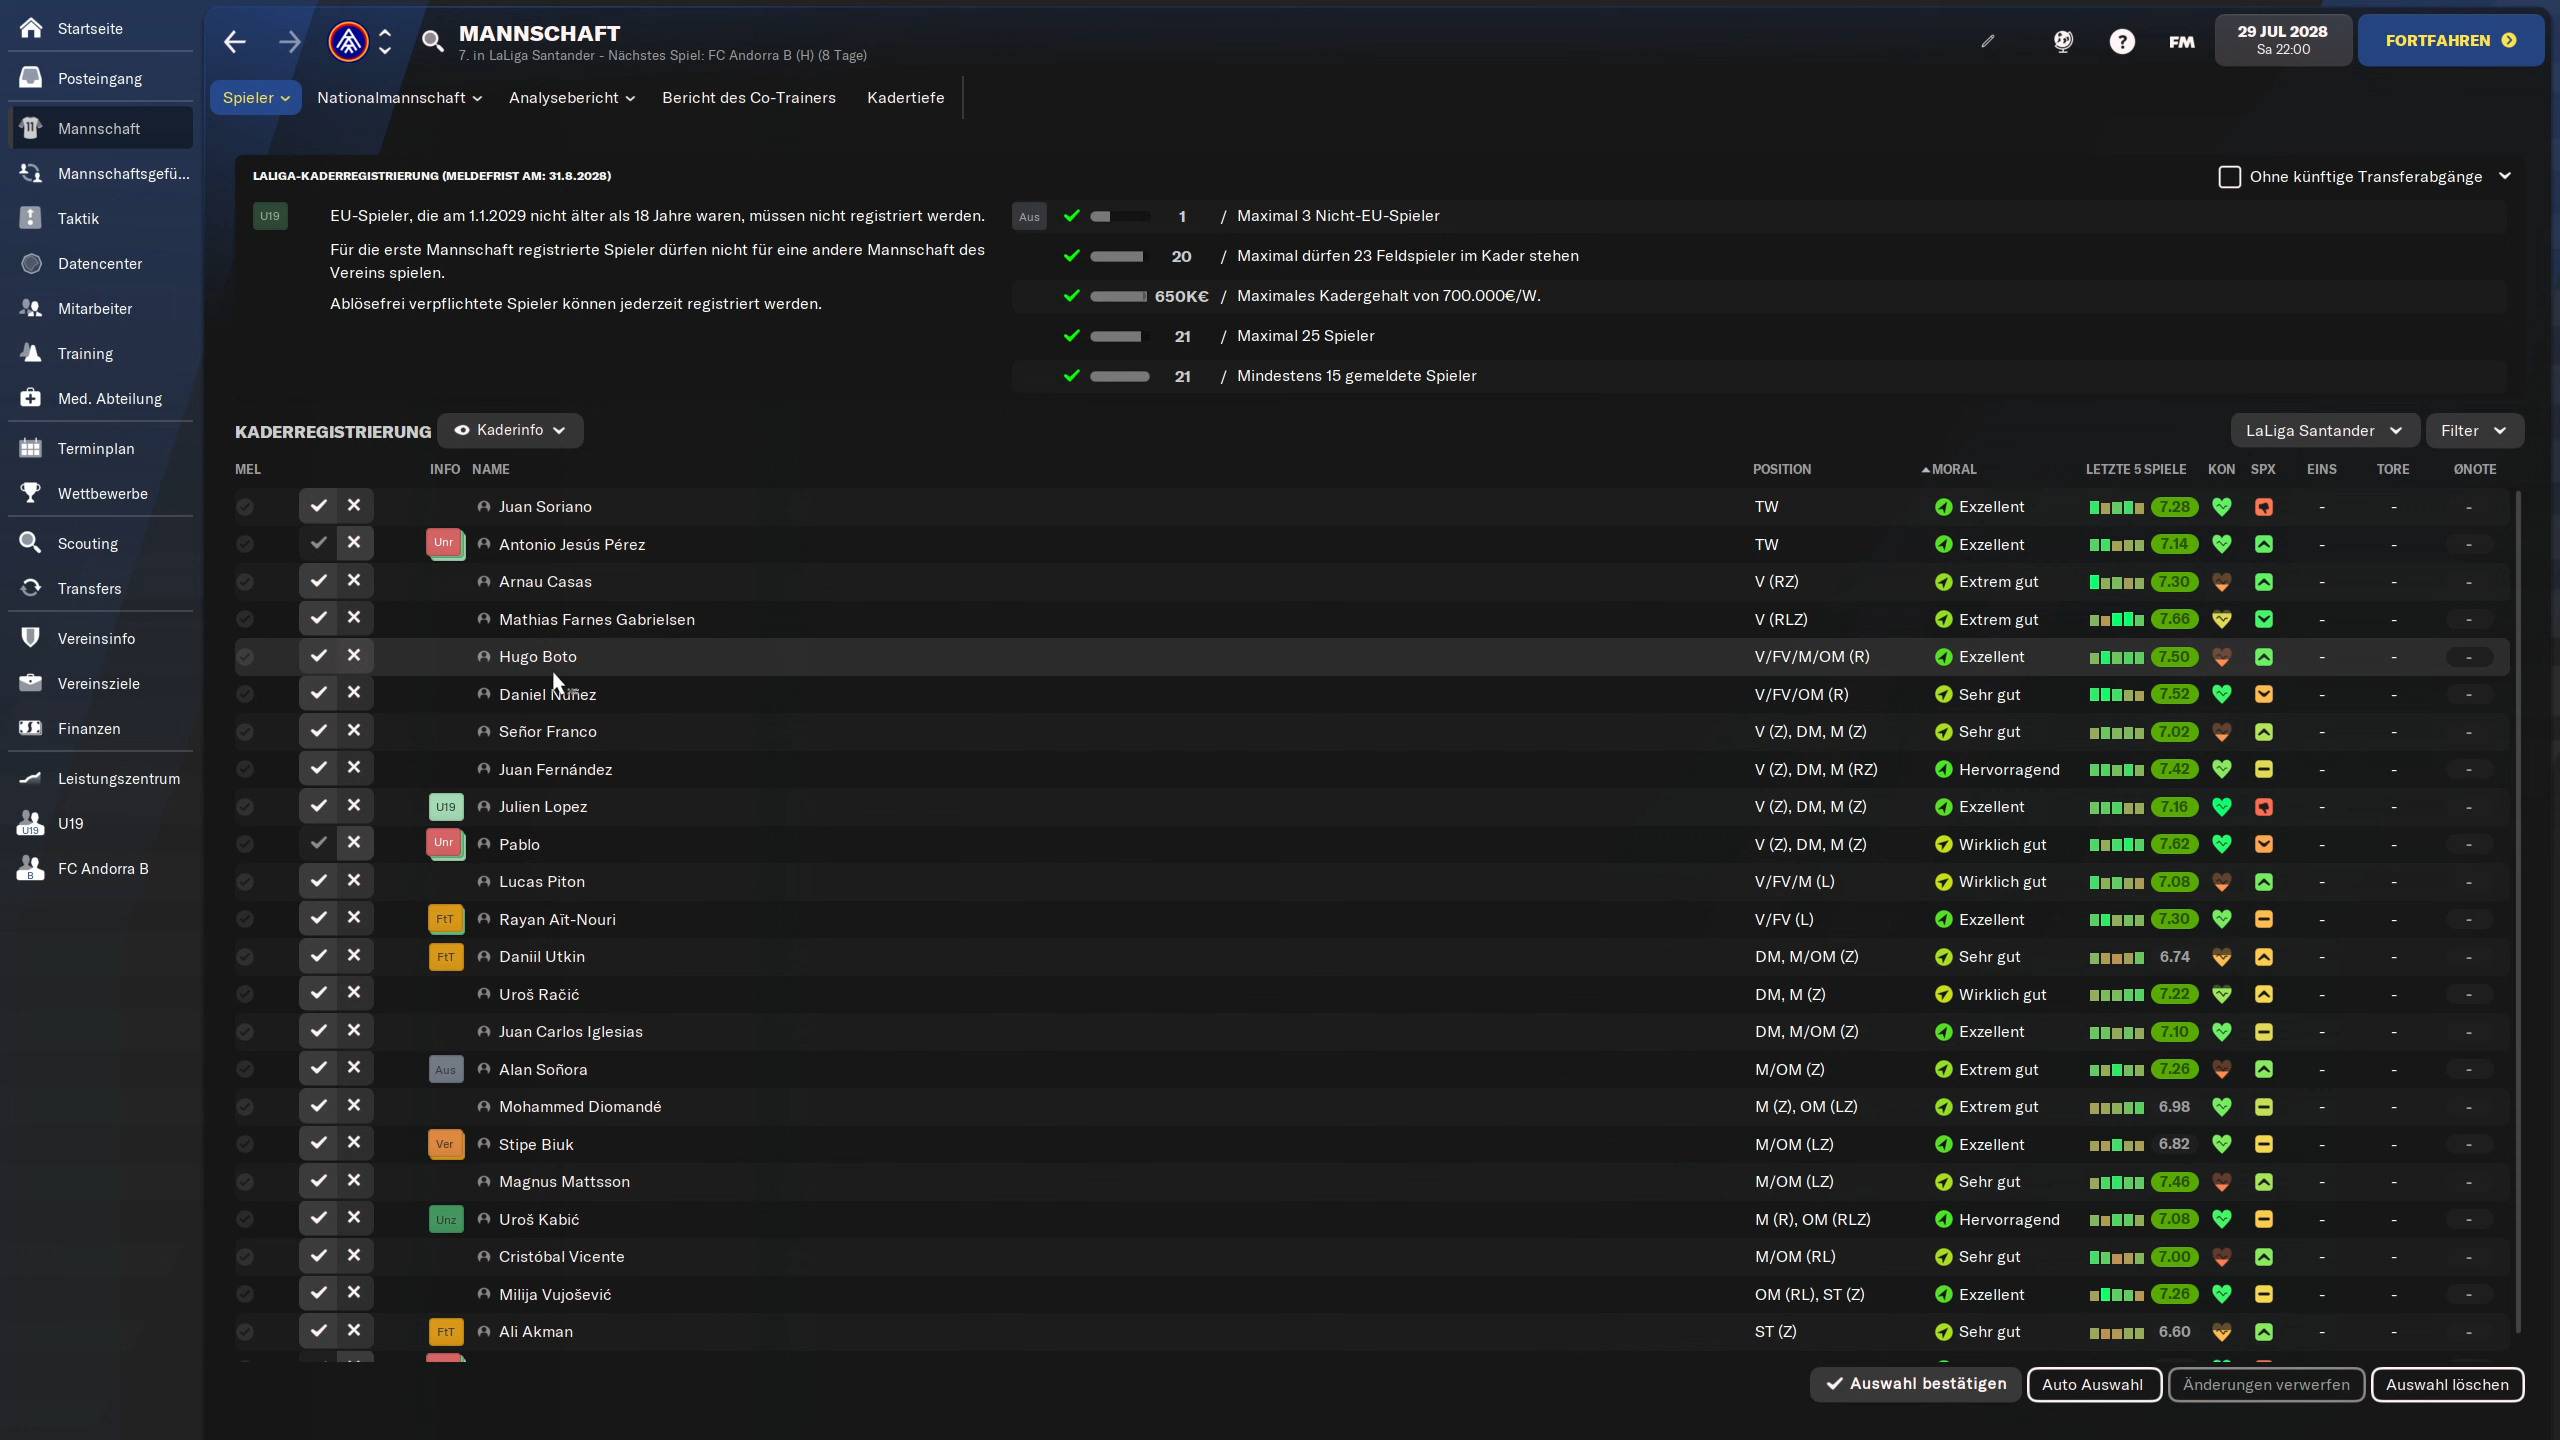 Startseite
Posteingang
Mannschaft
Mannschaftsgefü...
Taktik
Datencenter
Mitarbeiter
Training
Med. Abteilung
Terminplan
Wettbewerbe
Scouting
Transfers
Vereinsinfo
Vereinsziele
Finanzen
Leistungszentrum
U19 U19
B FC Andorra B
MANNSCHAFT
7. in LaLiga Santander - Nächstes Spiel: FC Andorra B (H) (8 Tage)
? FM 29 JUL 2028
Sa 22:00
FORTFAHREN
Spieler Nationalmannschaft Analysebericht Bericht des Co-Trainers Kadertiefe
LALIGA-KADERREGISTRIERUNG (MELDEFRIST AM: 31.8.2028)
Ohne künftige Transferabgänge
U19 EU-Spieler, die am 1.1.2029 nicht älter als 18 Jahre waren, müssen nicht registriert werden.
Für die erste Mannschaft registrierte Spieler dürfen nicht für eine andere Mannschaft des
Vereins spielen.
Ablösefrei verpflichtete Spieler können jederzeit registriert werden.
Aus 1 / Maximal 3 Nicht-EU-Spieler
20 / Maximal dürfen 23 Feldspieler im Kader stehen
650K€ / Maximales Kadergehalt von 700.000€/W.
21 / Maximal 25 Spieler
21 / Mindestens 15 gemeldete Spieler
KADERREGISTRIERUNG Kaderinfo LaLiga Santander Filter
MEL INFO NAME POSITION MORAL LETZTE 5 SPIELE KON SPX EINS TORE ØNOTE
Juan Soriano TW Exzellent 7.28 - - -
Unr Antonio Jesús Pérez TW Exzellent 7.14 - - -
Arnau Casas V (RZ) Extrem gut 7.30 - - -
Mathias Farnes Gabrielsen V (RLZ) Extrem gut 7.66 - - -
Hugo Boto V/FV/M/OM (R) Exzellent 7.50 - - -
Daniel Núñez V/FV/OM (R) Sehr gut 7.52 - - -
Señor Franco V (Z), DM, M (Z) Sehr gut 7.02 - - -
Juan Fernández V (Z), DM, M (RZ) Hervorragend 7.42 - - -
U19 Julien Lopez V (Z), DM, M (Z) Exzellent 7.16 - - -
Unr Pablo V (Z), DM, M (Z) Wirklich gut 7.62 - - -
Lucas Piton V/FV/M (L) Wirklich gut 7.08 - - -
FtT Rayan Aït-Nouri V/FV (L) Exzellent 7.30 - - -
FtT Daniil Utkin DM, M/OM (Z) Sehr gut 6.74 - - -
Uroš Račić DM, M (Z) Wirklich gut 7.22 - - -
Juan Carlos Iglesias DM, M/OM (Z) Exzellent 7.10 - - -
Aus Alan Soñora M/OM (Z) Extrem gut 7.26 - - -
Mohammed Diomandé M (Z), OM (LZ) Extrem gut 6.98 - - -
Ver Stipe Biuk M/OM (LZ) Exzellent 6.82 - - -
Magnus Mattsson M/OM (LZ) Sehr gut 7.46 - - -
Unz Uroš Kabić M (R), OM (RLZ) Hervorragend 7.08 - - -
Cristóbal Vicente M/OM (RL) Sehr gut 7.00 - - -
Milija Vujošević OM (RL), ST (Z) Exzellent 7.26 - - -
FtT Ali Akman ST (Z) Sehr gut 6.60 - - -
Auswahl bestätigen Auto Auswahl Änderungen verwerfen Auswahl löschen